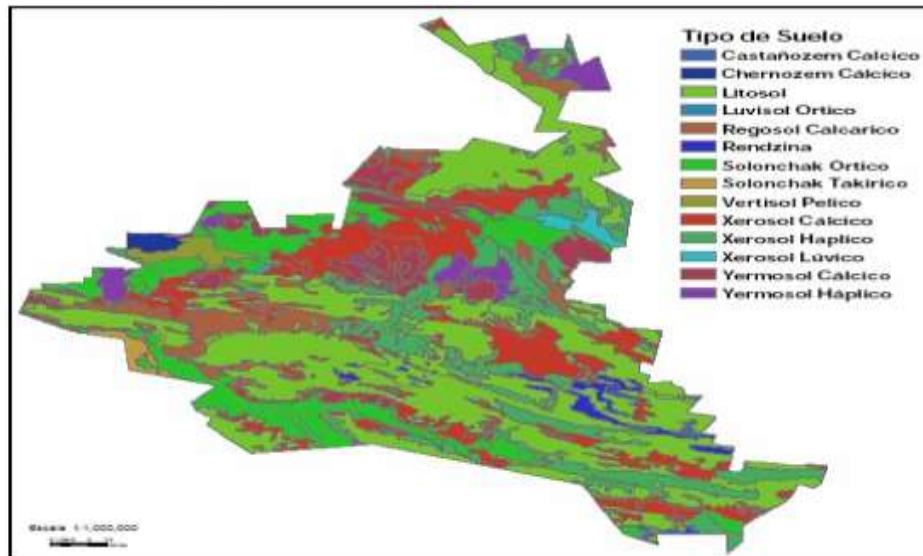 Tipo de Suelo
Castañozem Calcico
Chernozem Cálcico
Litosol
Luvisol Ortico
Regosol Calcarico
Rendzina
Solonchak Ortico
Solonchak Takirico
Vertisol Pelico
Xerosol Cálcico
Xerosol Haplico
Xerosol Lúvico
Yermosol Cálcico
Yermosol Háplico
Escala 1:1,000,000